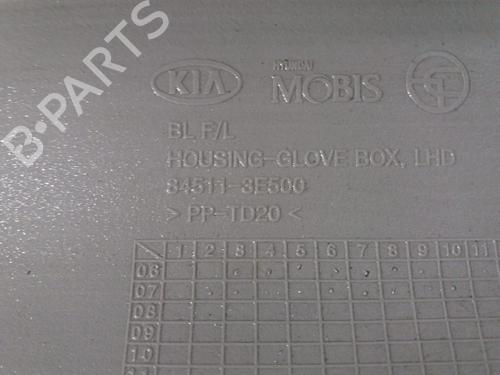 B-PARTS
KIA
HYUNDAI
MOBIS
BL F/L
HOUSING-GLOVE BOX, LHD
84511-3E500
> PP-TD20 <
1 2 3 4 5 6 7 8 9 10 11
06
07
08
09
10